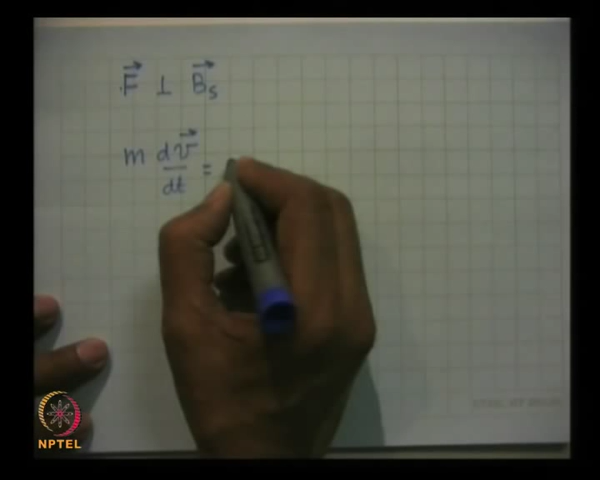 F⃗ ⊥ B⃗s
m dv⃗/dt =
NPTEL